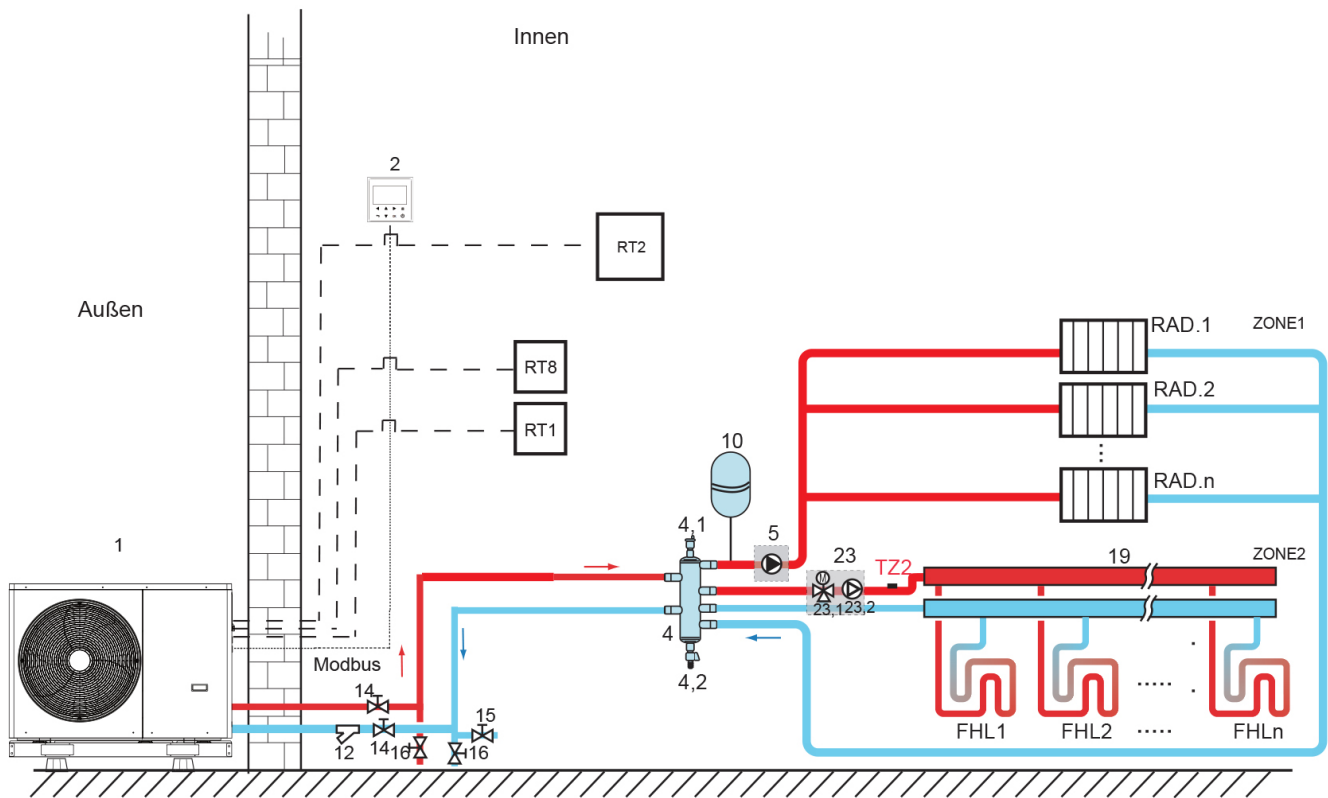 Innen
2
RT2
Außen
RAD.1
ZONE1
RT8
RAD.2
RT1
10
RAD.n
4,1
5
1
23
TZ2
19
ZONE2
M
23,1
23,2
4
Modbus
4,2
14
15
12
14
16
16
FHL1
FHL2
FHLn